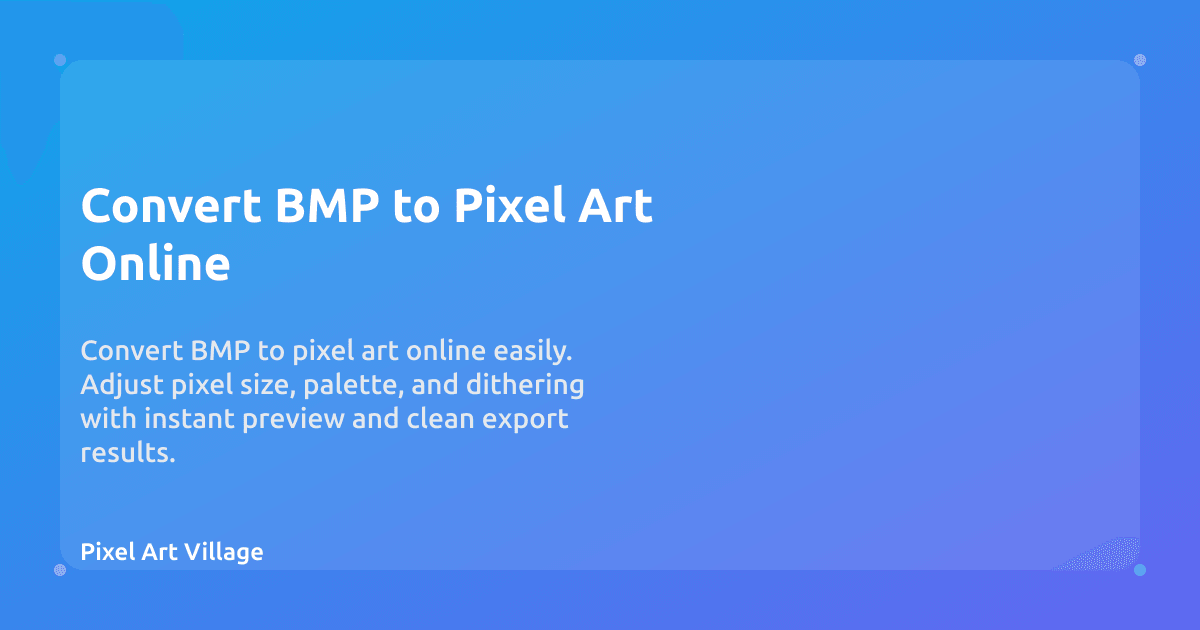 Convert BMP to Pixel Art
Online
Convert BMP to pixel art online easily.
Adjust pixel size, palette, and dithering
with instant preview and clean export
results.
Pixel Art Village